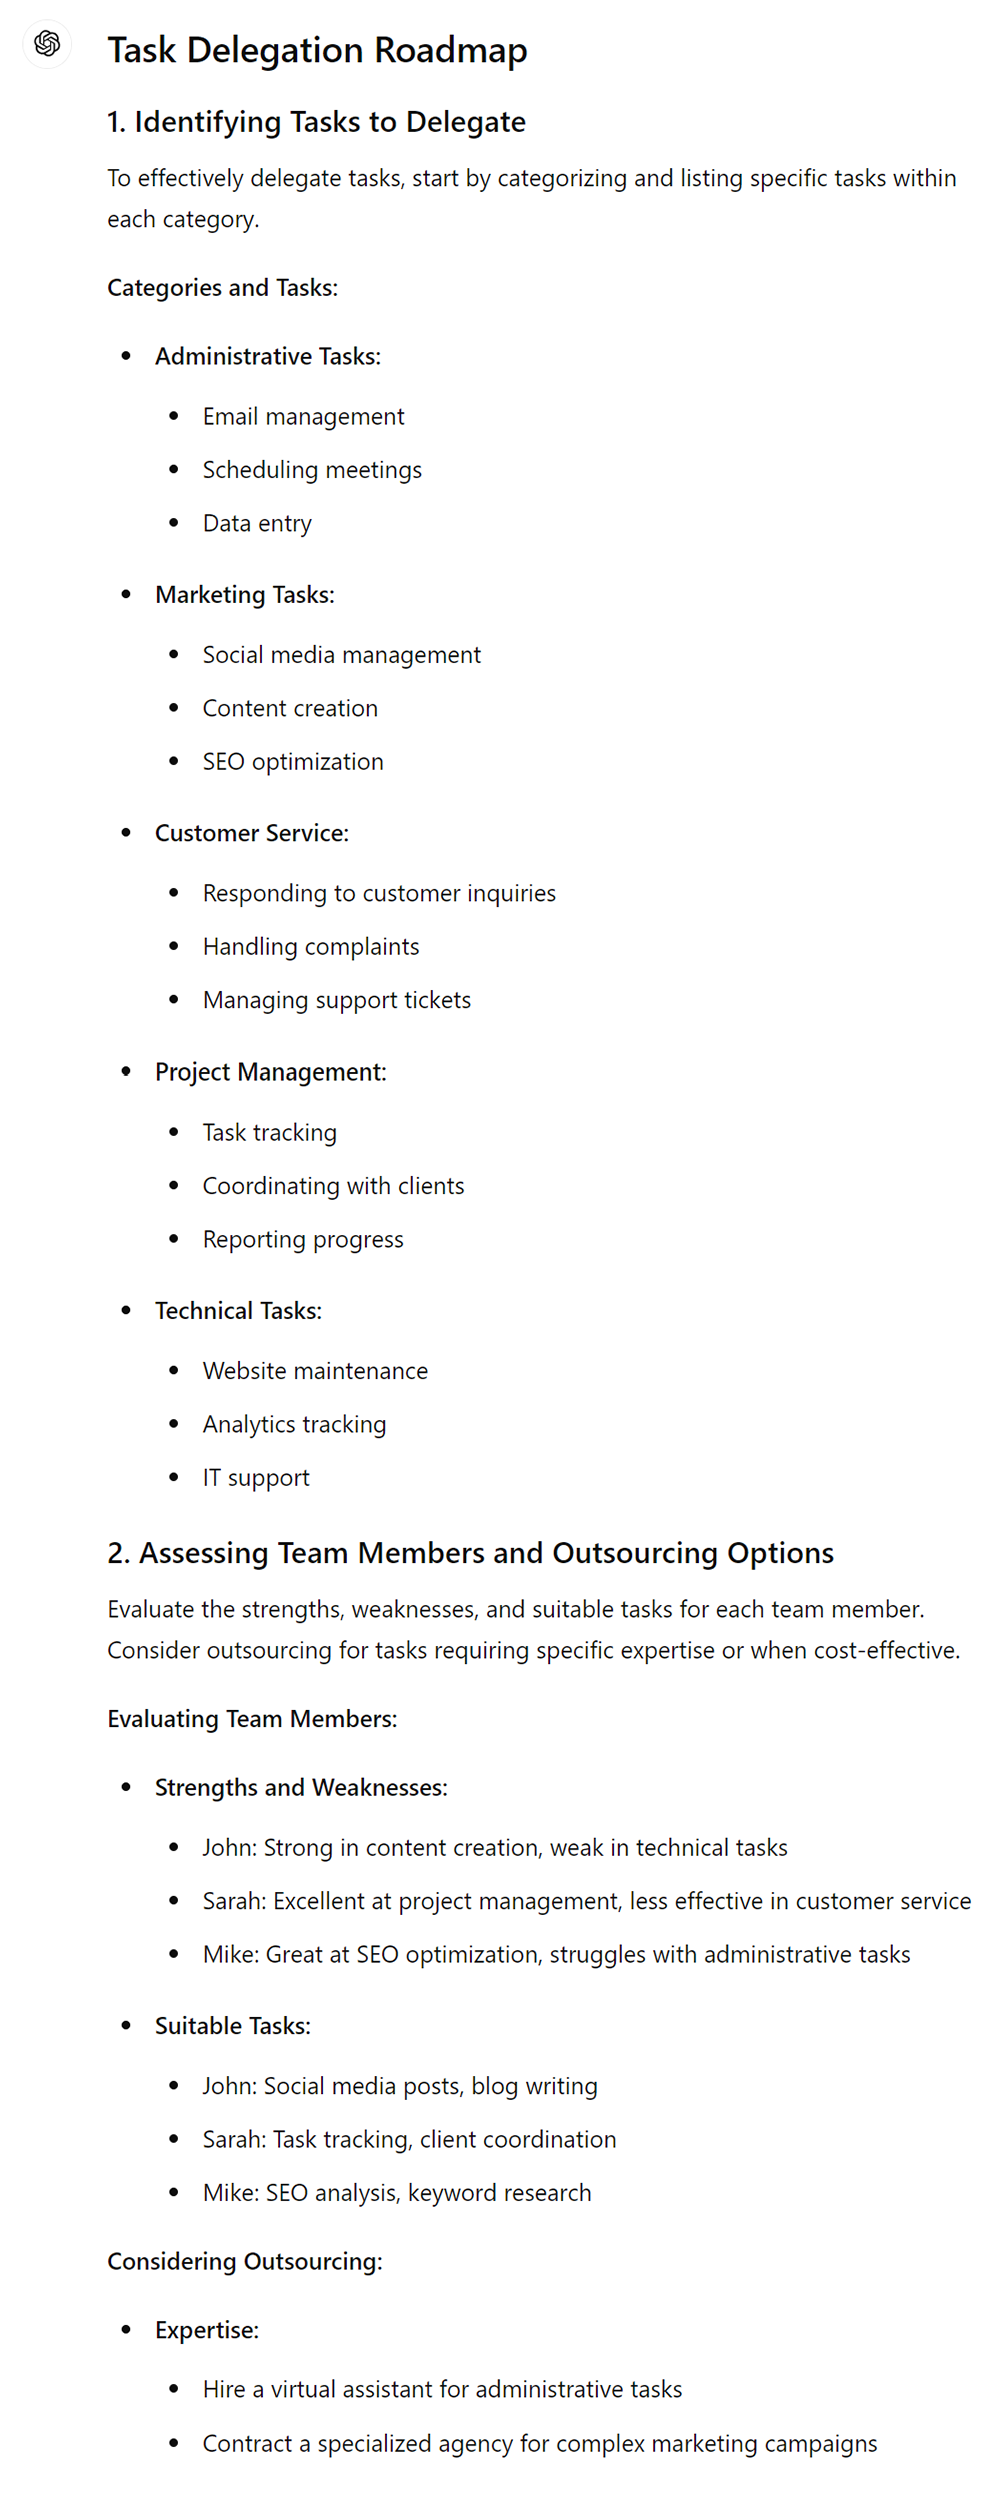 Task Delegation Roadmap
1. Identifying Tasks to Delegate
To effectively delegate tasks, start by categorizing and listing specific tasks within
each category.
Categories and Tasks:
• Administrative Tasks:
• Email management
• Scheduling meetings
• Data entry
• Marketing Tasks:
• Social media management
• Content creation
• SEO optimization
• Customer Service:
• Responding to customer inquiries
• Handling complaints
• Managing support tickets
• Project Management:
• Task tracking
• Coordinating with clients
• Reporting progress
• Technical Tasks:
• Website maintenance
• Analytics tracking
• IT support
2. Assessing Team Members and Outsourcing Options
Evaluate the strengths, weaknesses, and suitable tasks for each team member.
Consider outsourcing for tasks requiring specific expertise or when cost-effective.
Evaluating Team Members:
• Strengths and Weaknesses:
• John: Strong in content creation, weak in technical tasks
• Sarah: Excellent at project management, less effective in customer service
• Mike: Great at SEO optimization, struggles with administrative tasks
• Suitable Tasks:
• John: Social media posts, blog writing
• Sarah: Task tracking, client coordination
• Mike: SEO analysis, keyword research
Considering Outsourcing:
• Expertise:
• Hire a virtual assistant for administrative tasks
• Contract a specialized agency for complex marketing campaigns